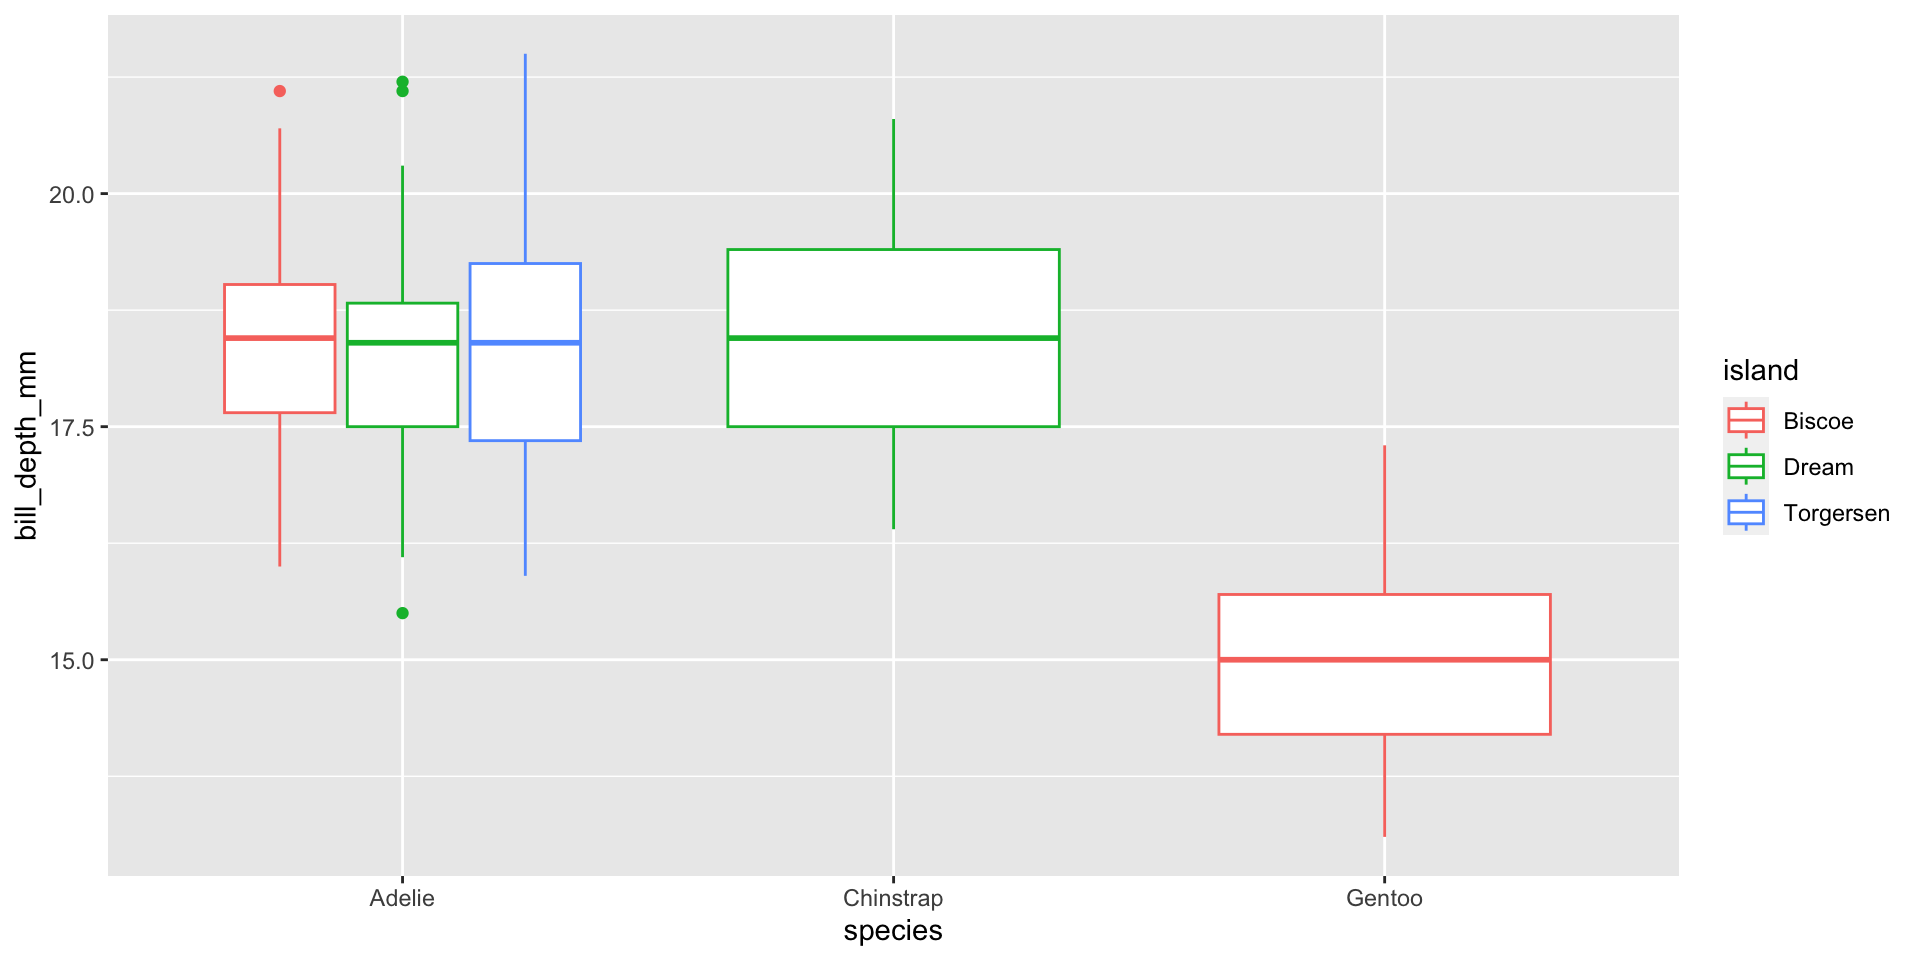 bill_depth_mm
20.0
17.5
15.0
Adelie
Chinstrap
Gentoo
species
island
Biscoe
Dream
Torgersen